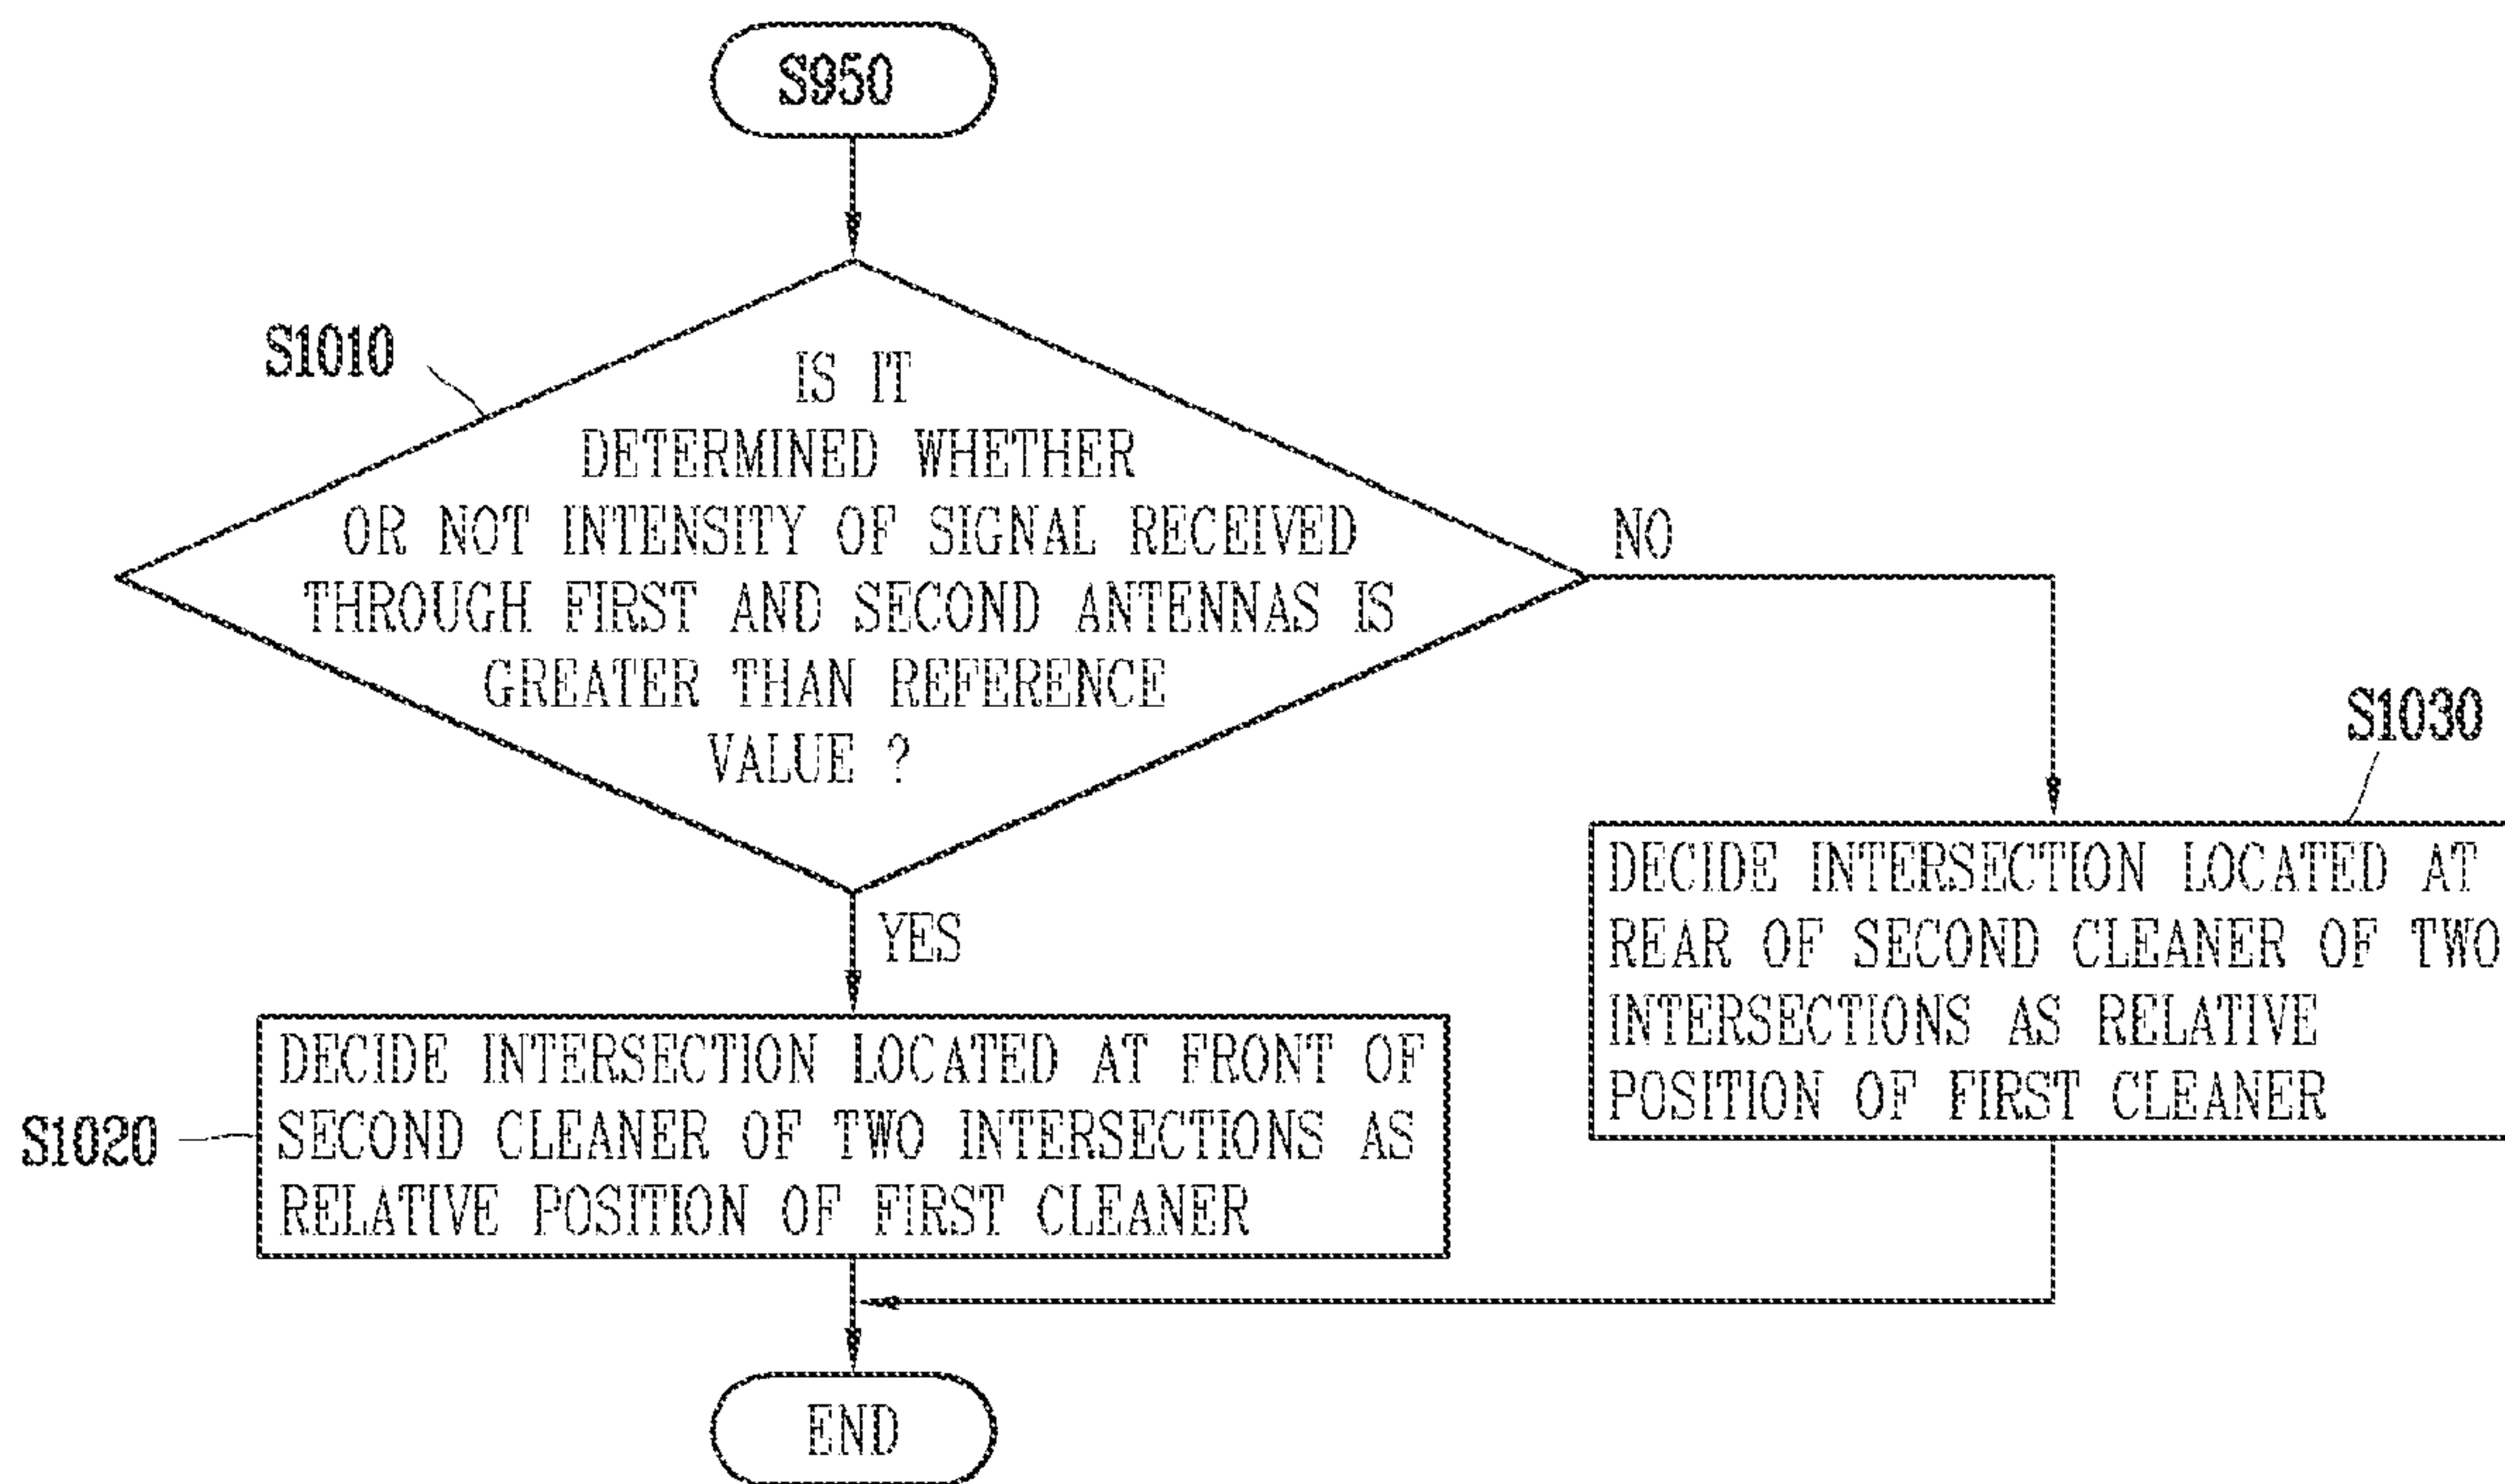 S950
S1010
IS IT
DETERMINED WHETHER
OR NOT INTENSITY OF SIGNAL RECEIVED
THROUGH FIRST AND SECOND ANTENNAS IS
GREATER THAN REFERENCE
VALUE ?
NO
YES
S1030
DECIDE INTERSECTION LOCATED AT
REAR OF SECOND CLEANER OF TWO
INTERSECTIONS AS RELATIVE
POSITION OF FIRST CLEANER
S1020
DECIDE INTERSECTION LOCATED AT FRONT OF
SECOND CLEANER OF TWO INTERSECTIONS AS
RELATIVE POSITION OF FIRST CLEANER
END